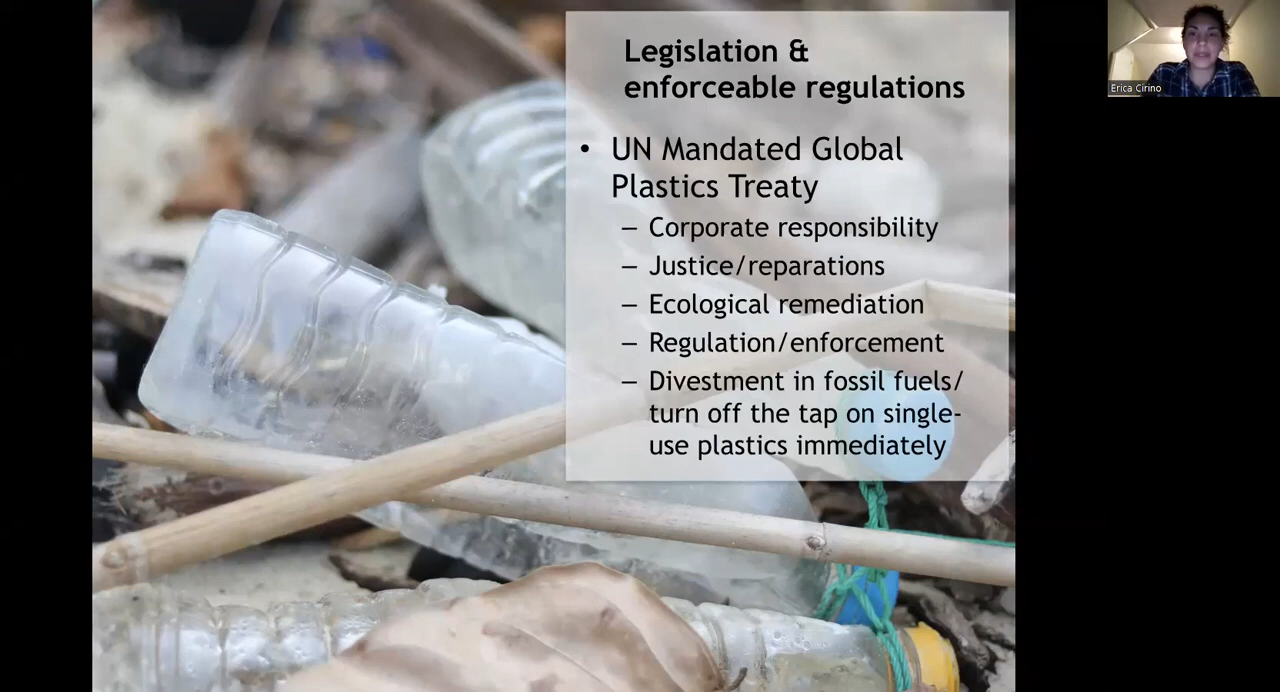 Legislation &
enforceable regulations
• UN Mandated Global
Plastics Treaty
– Corporate responsibility
– Justice/reparations
– Ecological remediation
– Regulation/enforcement
– Divestment in fossil fuels/
turn off the tap on single-
use plastics immediately
Erica Cirino